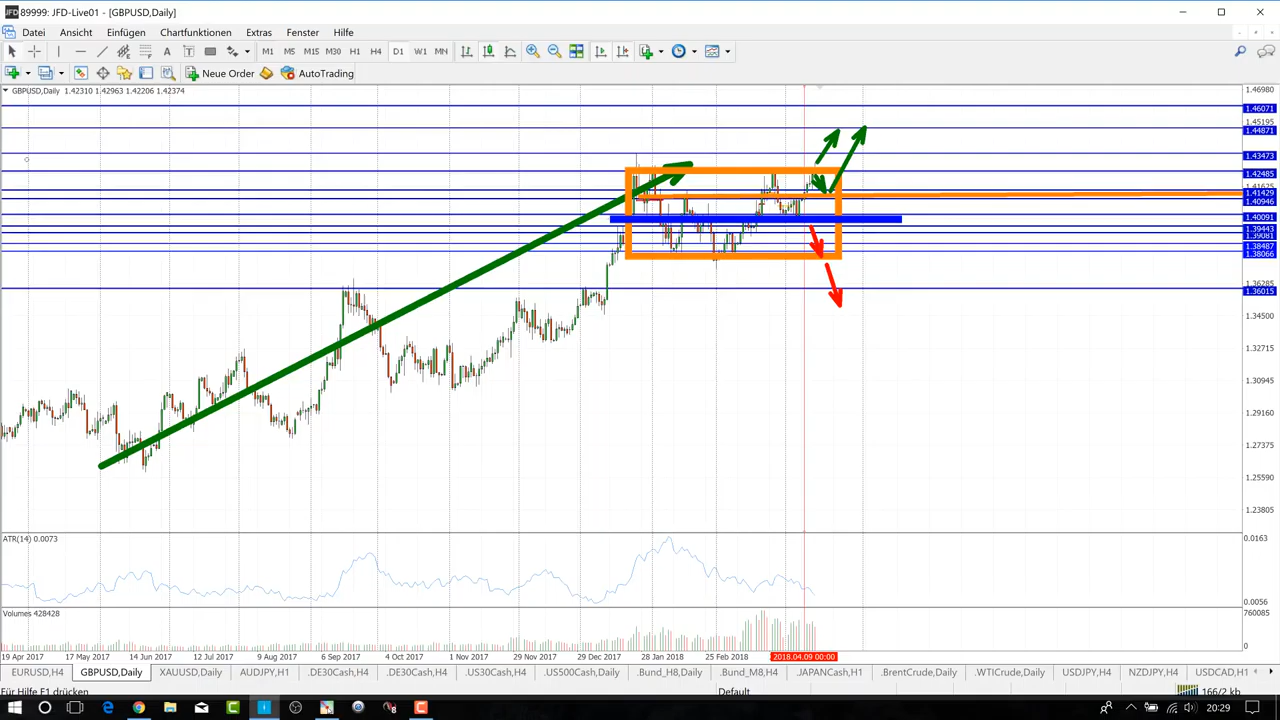 89999: JFD-Live01 - [GBPUSD,Daily]
Datei Ansicht Einfügen Chartfunktionen Extras Fenster Hilfe
A T M1 M5 M15 M30 H1 H4 D1 W1 MN
Neue Order AutoTrading
GBPUSD,Daily 1.42310 1.42963 1.42206 1.42374
1.46980
1.46071
1.45195
1.44871
1.43473
1.42485
1.41625
1.41429
1.40946
1.40091
1.39443
1.39081
1.38487
1.38066
1.36285
1.36015
1.34500
1.32715
1.30945
1.29160
1.27375
1.25590
1.23805
ATR(14) 0.0073
0.0163
0.0056
Volumes 428428
760085
0
19 Apr 2017 17 May 2017 14 Jun 2017 12 Jul 2017 9 Aug 2017 6 Sep 2017 4 Oct 2017 1 Nov 2017 29 Nov 2017 29 Dec 2017 28 Jan 2018 25 Feb 2018 2018.04.09 00:00
EURUSD,H4 GBPUSD,Daily XAUUSD,Daily AUDJPY,H1 .DE30Cash,H4 .DE30Cash,H4 .US30Cash,H4 .US500Cash,Daily .Bund_H8,Daily .Bund_M8,H4 .JAPANCash,H1 .BrentCrude,Daily .WTICrude,Daily USDJPY,H4 NZDJPY,H4 USDCAD,H1
Für Hilfe F1 drücken Default 166/2 kb
20:29